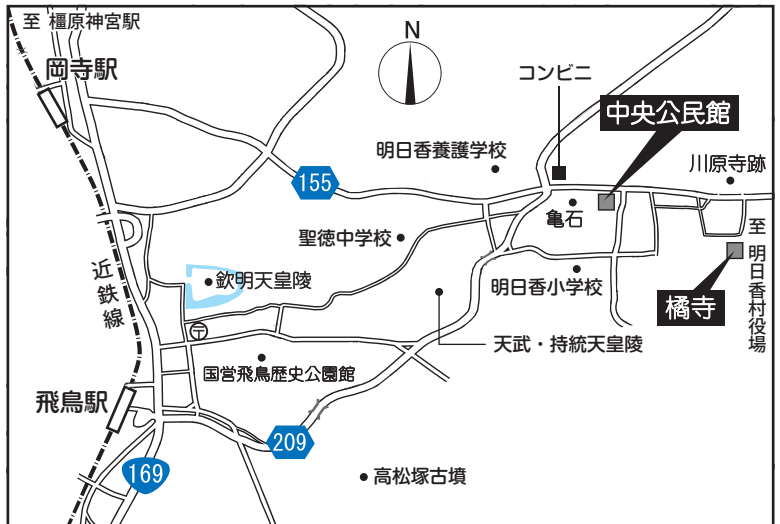 至 橿原神宮駅
岡寺駅
N
コンビニ
中央公民館
明日香養護学校
川原寺跡
155
亀石
聖徳中学校
至 明日香村役場
近鉄線
欽明天皇陵
明日香小学校
橘寺
〒
天武・持統天皇陵
国営飛鳥歴史公園館
飛鳥駅
209
169
高松塚古墳